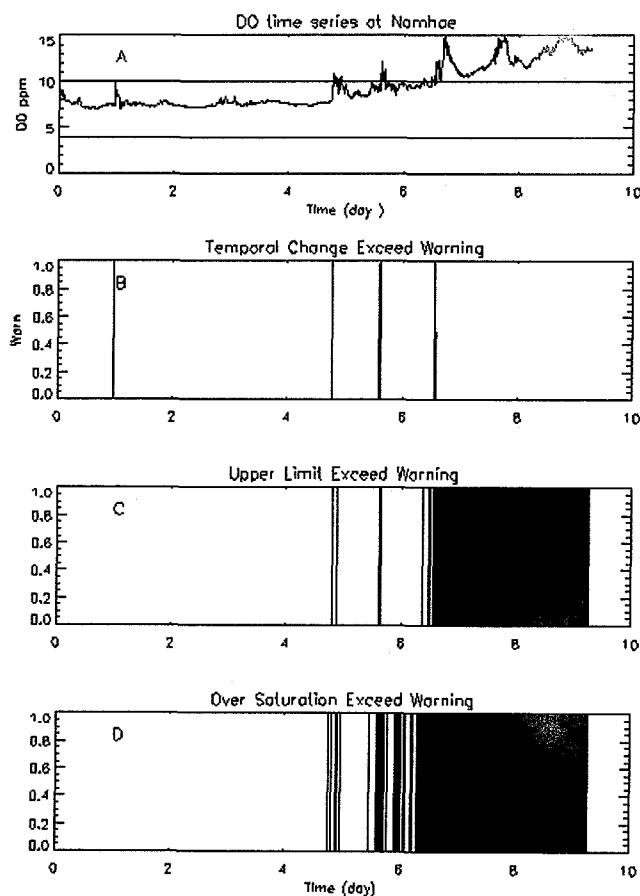 DO time series at Namhae
A
15
10
5
0
DO ppm
0 2 4 6 8 10
Time (day)
Temporal Change Exceed Warning
B
1.0
0.8
0.6
0.4
0.2
0.0
Warn
0 2 4 6 8 10
Upper Limit Exceed Warning
C
1.0
0.8
0.6
0.4
0.2
0.0
0 2 4 6 8 10
Over Saturation Exceed Warning
D
1.0
0.8
0.6
0.4
0.2
0.0
0 2 4 6 8 10
Time (day)